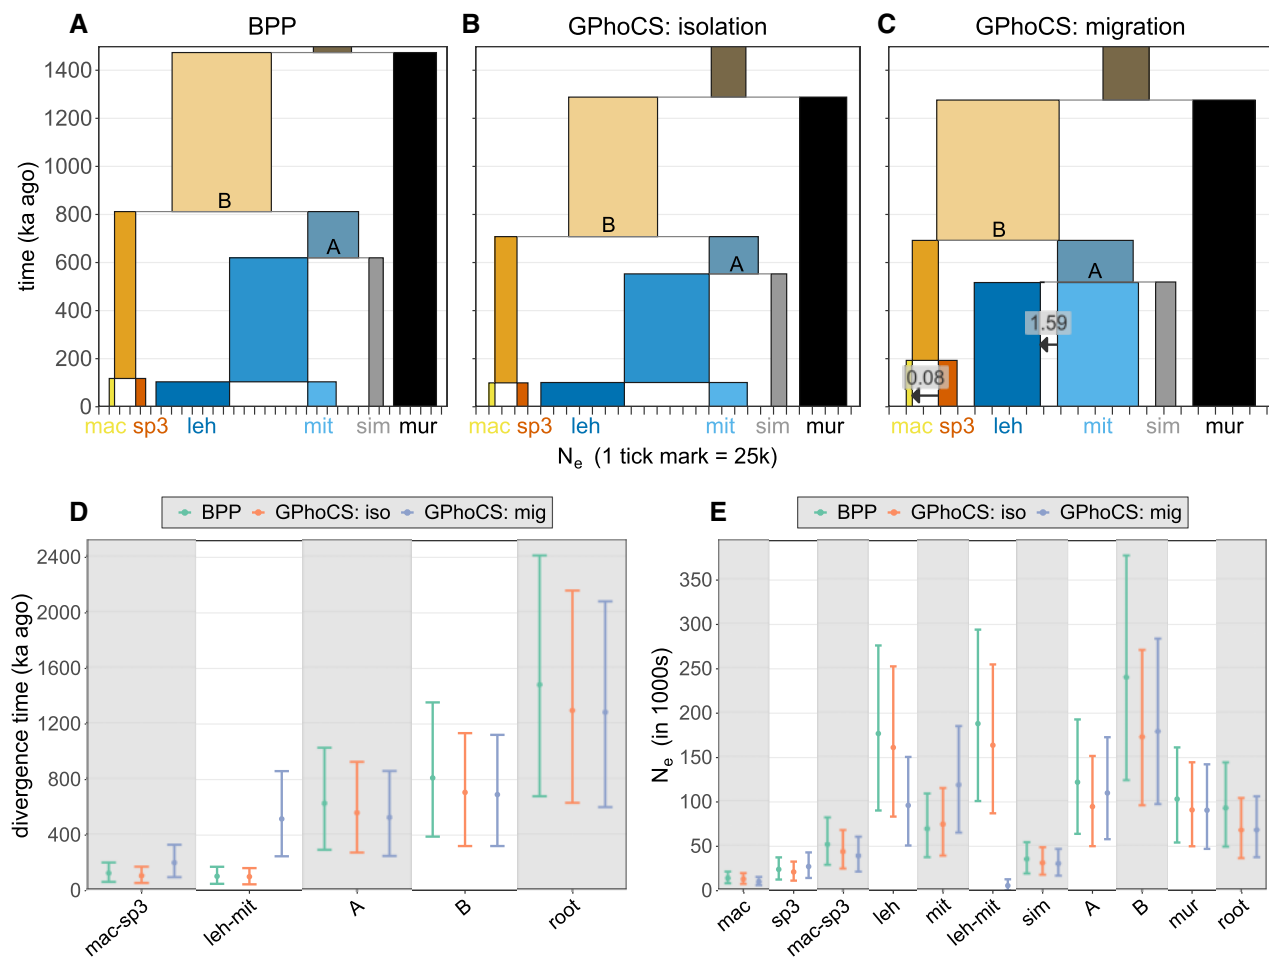 A BPP
B GPhoCS: isolation
C GPhoCS: migration
time (ka ago)
1400
1200
1000
800
600
400
200
0
B
A
B
A
B
A
1.59
0.08
mac sp3 leh mit sim mur
mac sp3 leh mit sim mur
mac sp3 leh mit sim mur
Ne (1 tick mark = 25k)
D
BPP GPhoCS: iso GPhoCS: mig
divergence time (ka ago)
2400
2000
1600
1200
800
400
0
mac-sp3
leh-mit
A
B
root
E
BPP GPhoCS: iso GPhoCS: mig
Ne (in 1000s)
350
300
250
200
150
100
50
0
mac
sp3
mac-sp3
leh
mit
leh-mit
sim
A
B
mur
root